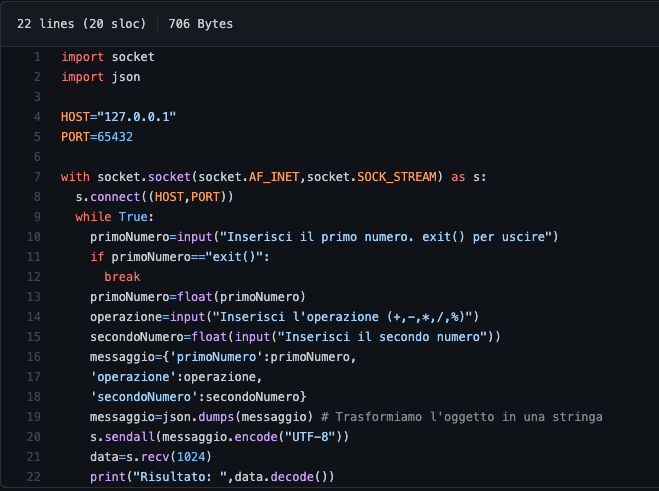 22 lines (20 sloc) 706 Bytes
1 import socket
2 import json
3
4 HOST="127.0.0.1"
5 PORT=65432
6
7 with socket.socket(socket.AF_INET,socket.SOCK_STREAM) as s:
8   s.connect((HOST,PORT))
9   while True:
10     primoNumero=input("Inserisci il primo numero. exit() per uscire")
11     if primoNumero=="exit()":
12       break
13     primoNumero=float(primoNumero)
14     operazione=input("Inserisci l'operazione (+,-,*,/,%)")
15     secondoNumero=float(input("Inserisci il secondo numero"))
16     messaggio={'primoNumero':primoNumero,
17     'operazione':operazione,
18     'secondoNumero':secondoNumero}
19     messaggio=json.dumps(messaggio) # Trasformiamo l'oggetto in una stringa
20     s.sendall(messaggio.encode("UTF-8"))
21     data=s.recv(1024)
22     print("Risultato: ",data.decode())